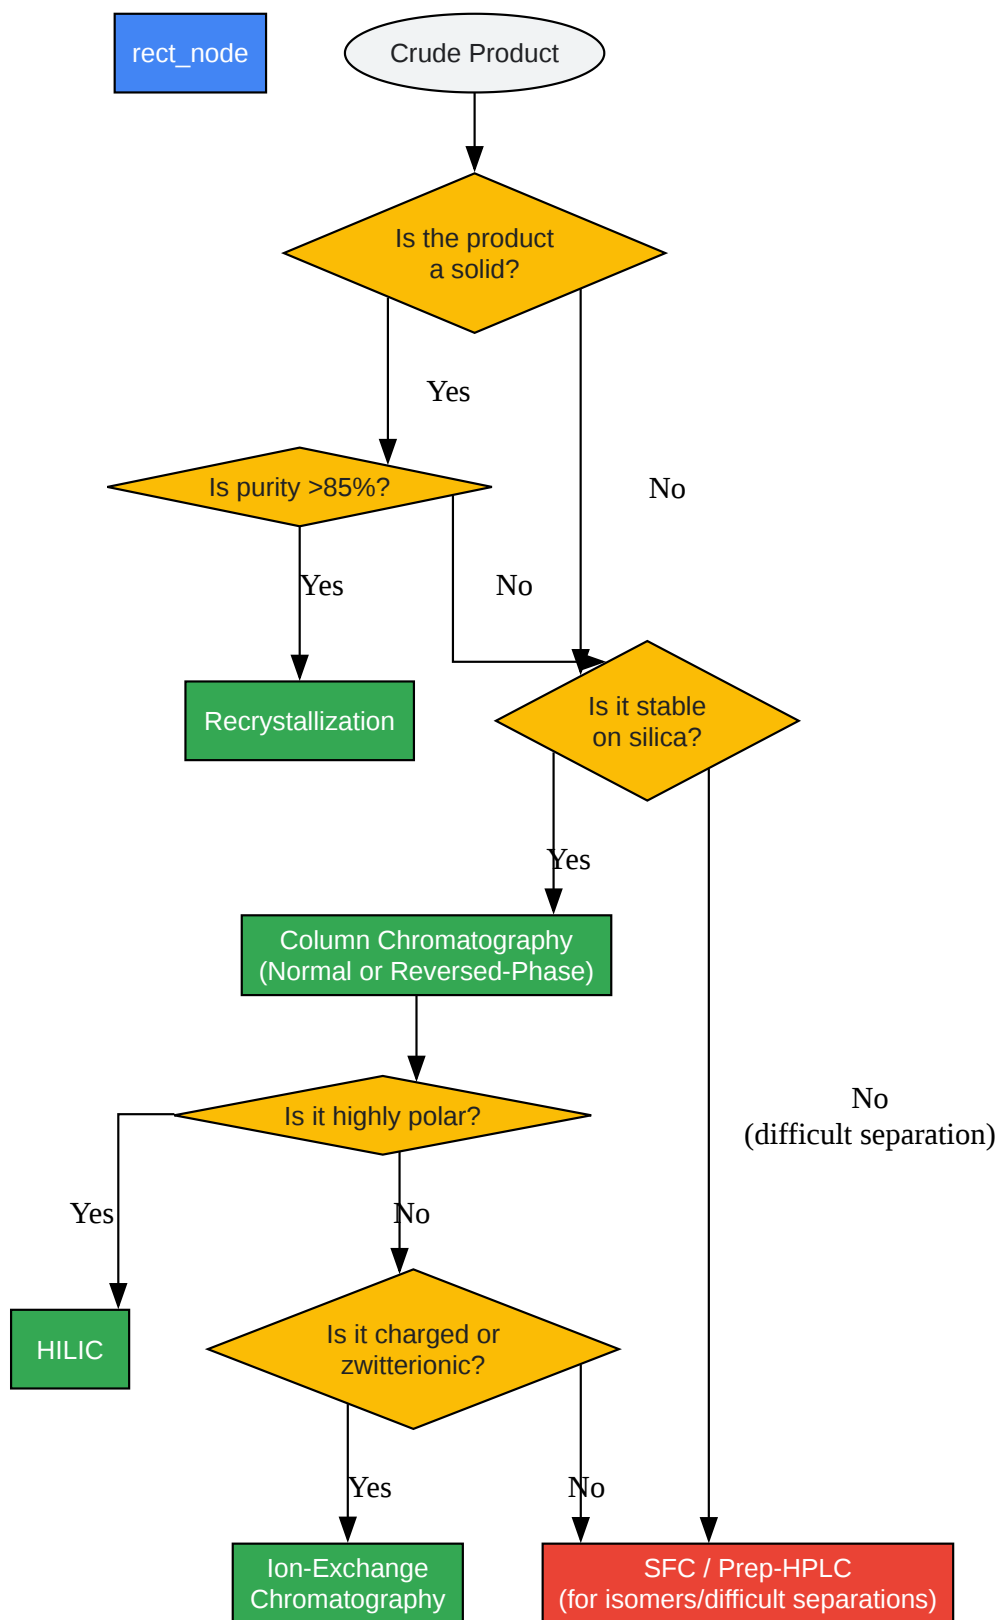 rect_node
Crude Product
Is the product
a solid?
Yes
No
Is purity >85%?
Yes
No
Recrystallization
Is it stable
on silica?
Yes
No
(difficult separation)
Column Chromatography
(Normal or Reversed-Phase)
Is it highly polar?
Yes
No
HILIC
Is it charged or
zwitterionic?
Yes
No
Ion-Exchange
Chromatography
SFC / Prep-HPLC
(for isomers/difficult separations)